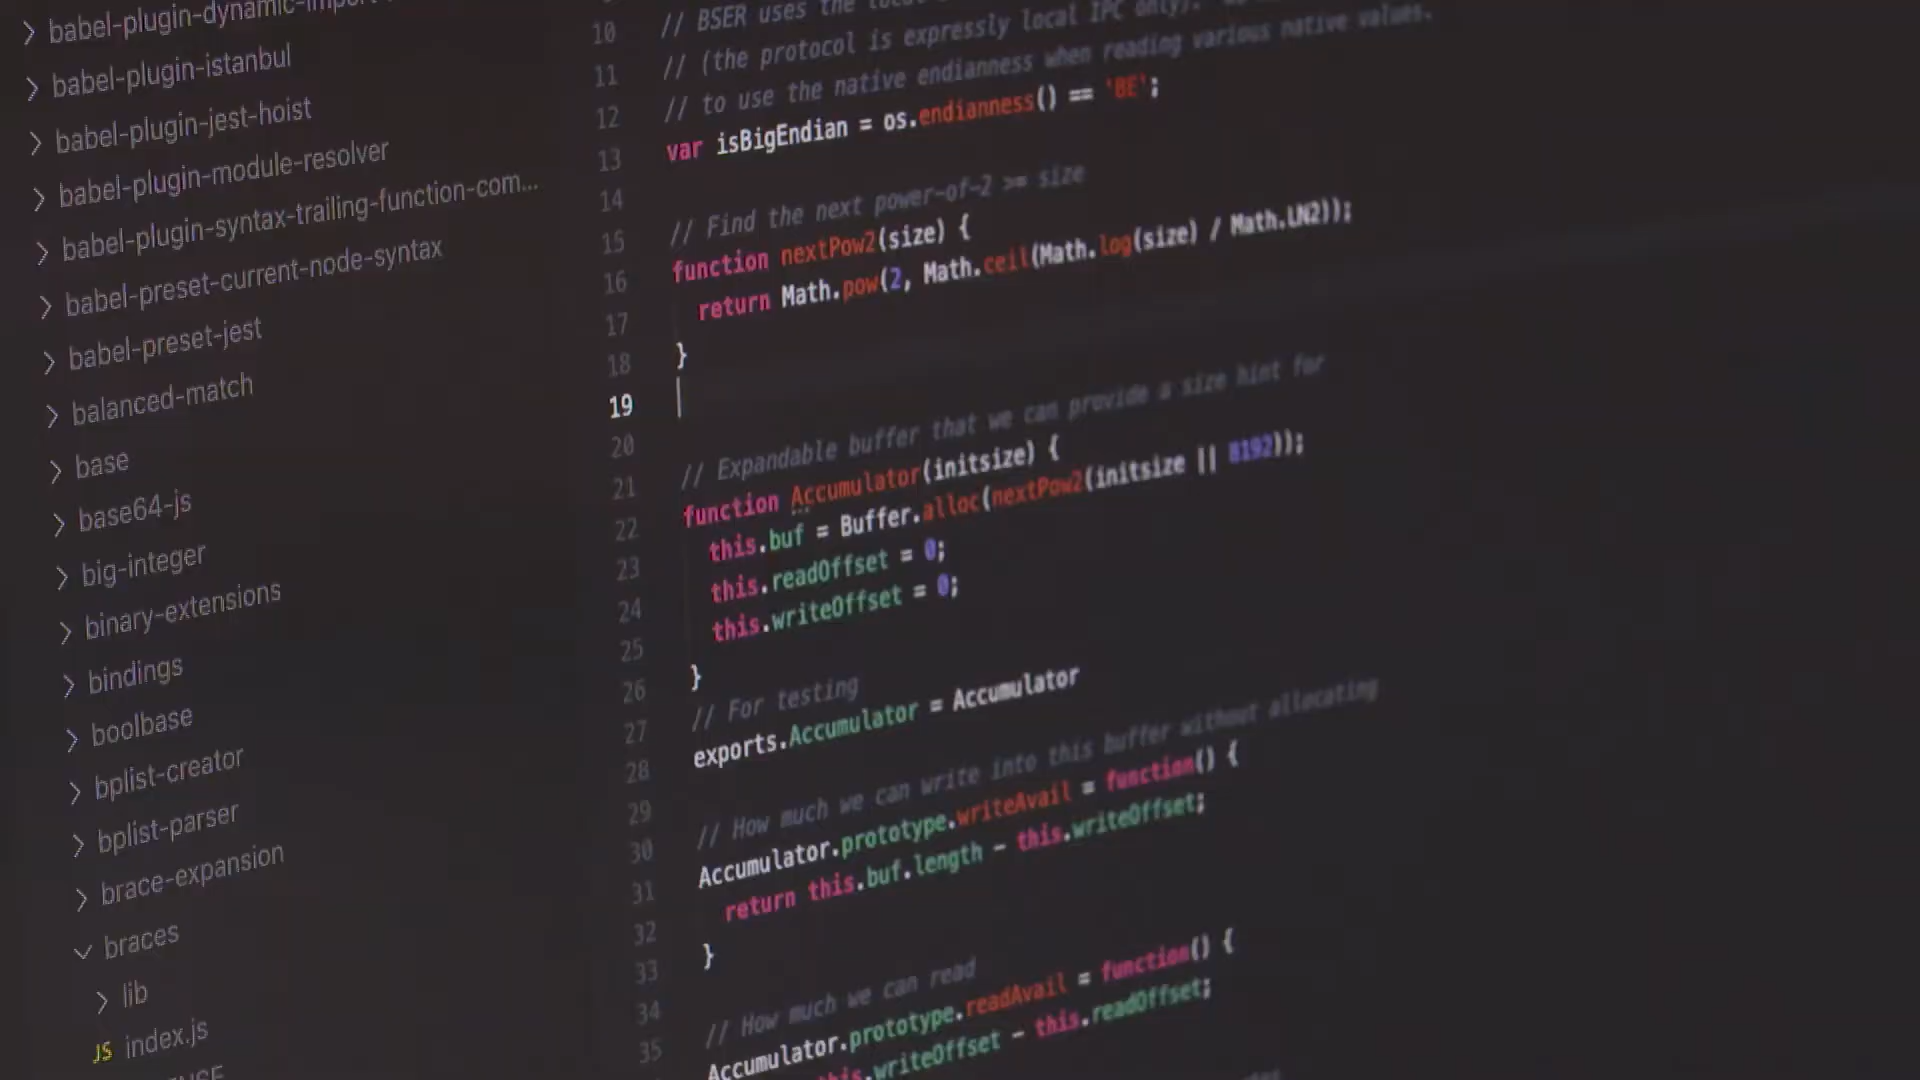 babel-plugin-dynamic-import-
babel-plugin-istanbul
babel-plugin-jest-hoist
babel-plugin-module-resolver
babel-plugin-syntax-trailing-function-com...
babel-preset-current-node-syntax
babel-preset-jest
balanced-match
base
base64-js
big-integer
binary-extensions
bindings
boolbase
bplist-creator
bplist-parser
brace-expansion
braces
lib
JS index.js
10 // BSER uses the local
11 // (the protocol is expressly local IPC only).
12 // to use the native endianness when reading various native values.
13 var isBigEndian = os.endianness() == 'BE';
14
15 // Find the next power-of-2 >= size
16 function nextPow2(size) {
17 return Math.pow(2, Math.ceil(Math.log(size) / Math.LN2));
18 }
19
20
21 // Expandable buffer that we can provide a size hint for
22 function Accumulator(initsize) {
23 this.buf = Buffer.alloc(nextPow2(initsize || 8192));
24 this.readOffset = 0;
25 this.writeOffset = 0;
26 }
27 // For testing
28 exports.Accumulator = Accumulator
29
30 // How much we can write into this buffer without allocating
31 Accumulator.prototype.writeAvail = function() {
32 return this.buf.length - this.writeOffset;
33 }
34
35 // How much we can read
Accumulator.prototype.readAvail = function() {
this.writeOffset - this.readOffset;